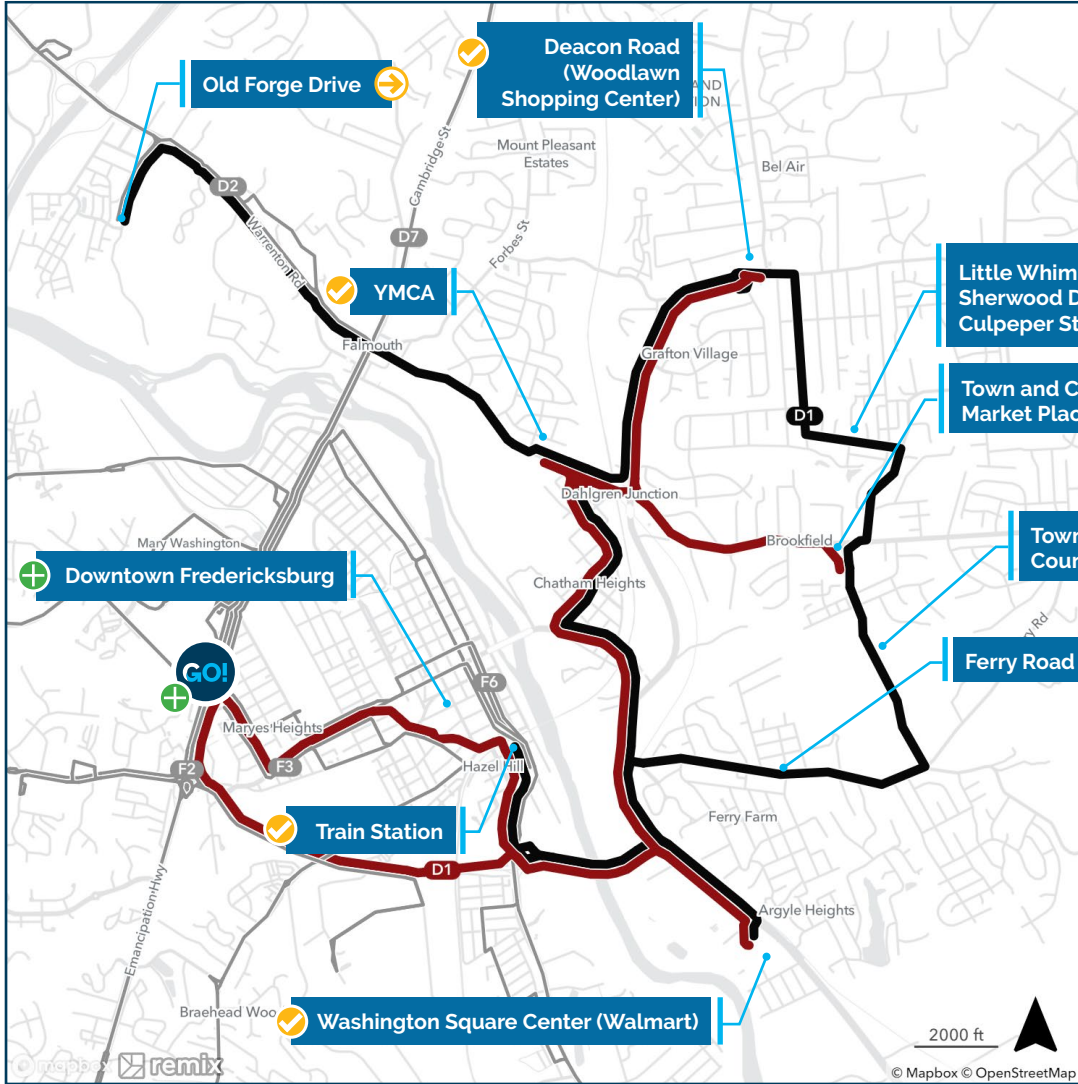 Old Forge Drive
Deacon Road
(Woodlawn
Shopping Center)
AND
ION
Mount Pleasant
Estates
Bel Air
Cambridge St
D2
D7
Warrenton Rd
Forbes St
YMCA
Little Whim
Sherwood D
Culpeper St
Falmouth
Grafton Village
Town and C
Market Plac
D1
Dahlgren Junction
Mary Washington
Brookfield
Town
Cour
Downtown Fredericksburg
Chatham Heights
ry Rd
GO!
Ferry Road
F6
Maryes Heights
F2
F3
Hazel Hill
Train Station
Ferry Farm
D1
Emancipation Hwy
Argyle Heights
Braehead Woo
Washington Square Center (Walmart)
2000 ft
© mapbox remix
© Mapbox © OpenStreetMap